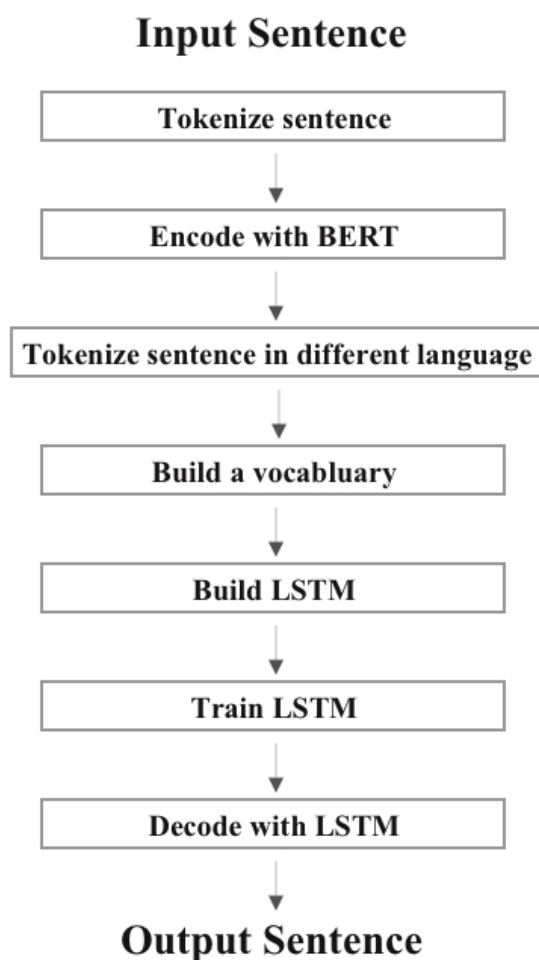 Input Sentence
Tokenize sentence
Encode with BERT
Tokenize sentence in different language
Build a vocabluary
Build LSTM
Train LSTM
Decode with LSTM
Output Sentence